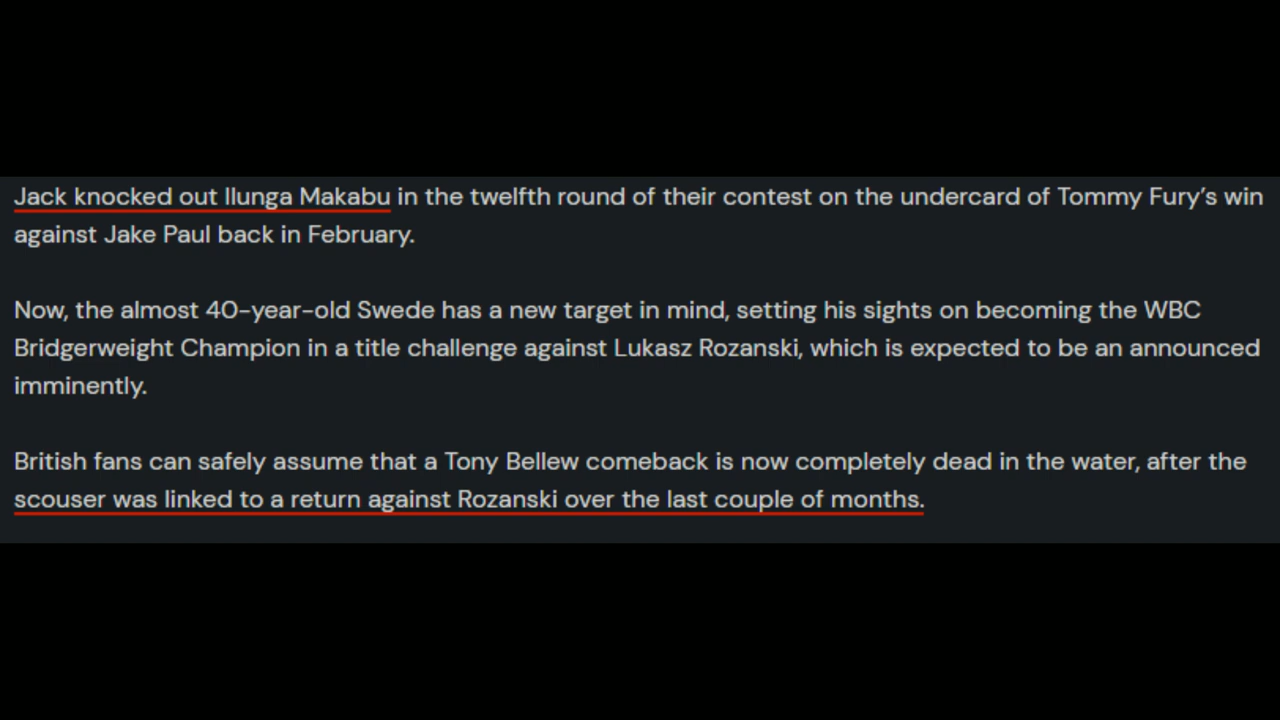 Jack knocked out Ilunga Makabu in the twelfth round of their contest on the undercard of Tommy Fury’s win
against Jake Paul back in February.
Now, the almost 40-year-old Swede has a new target in mind, setting his sights on becoming the WBC
Bridgerweight Champion in a title challenge against Lukasz Rozanski, which is expected to be an announced
imminently.
British fans can safely assume that a Tony Bellew comeback is now completely dead in the water, after the
scouser was linked to a return against Rozanski over the last couple of months.